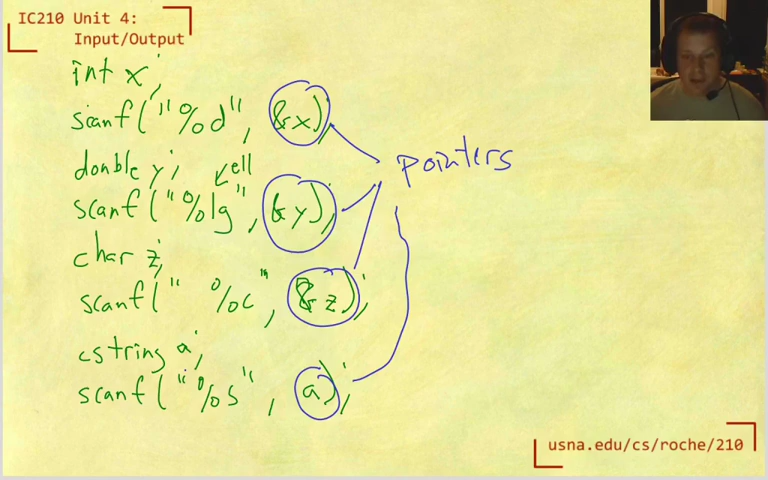 IC210 Unit 4:
Input/Output
int x;
scanf("%d", &x);
double y; ell
scanf("%lg", &y);
char z;
scanf(" %c", &z);
cstring a;
scanf("%s", a);
pointers
usna.edu/cs/roche/210